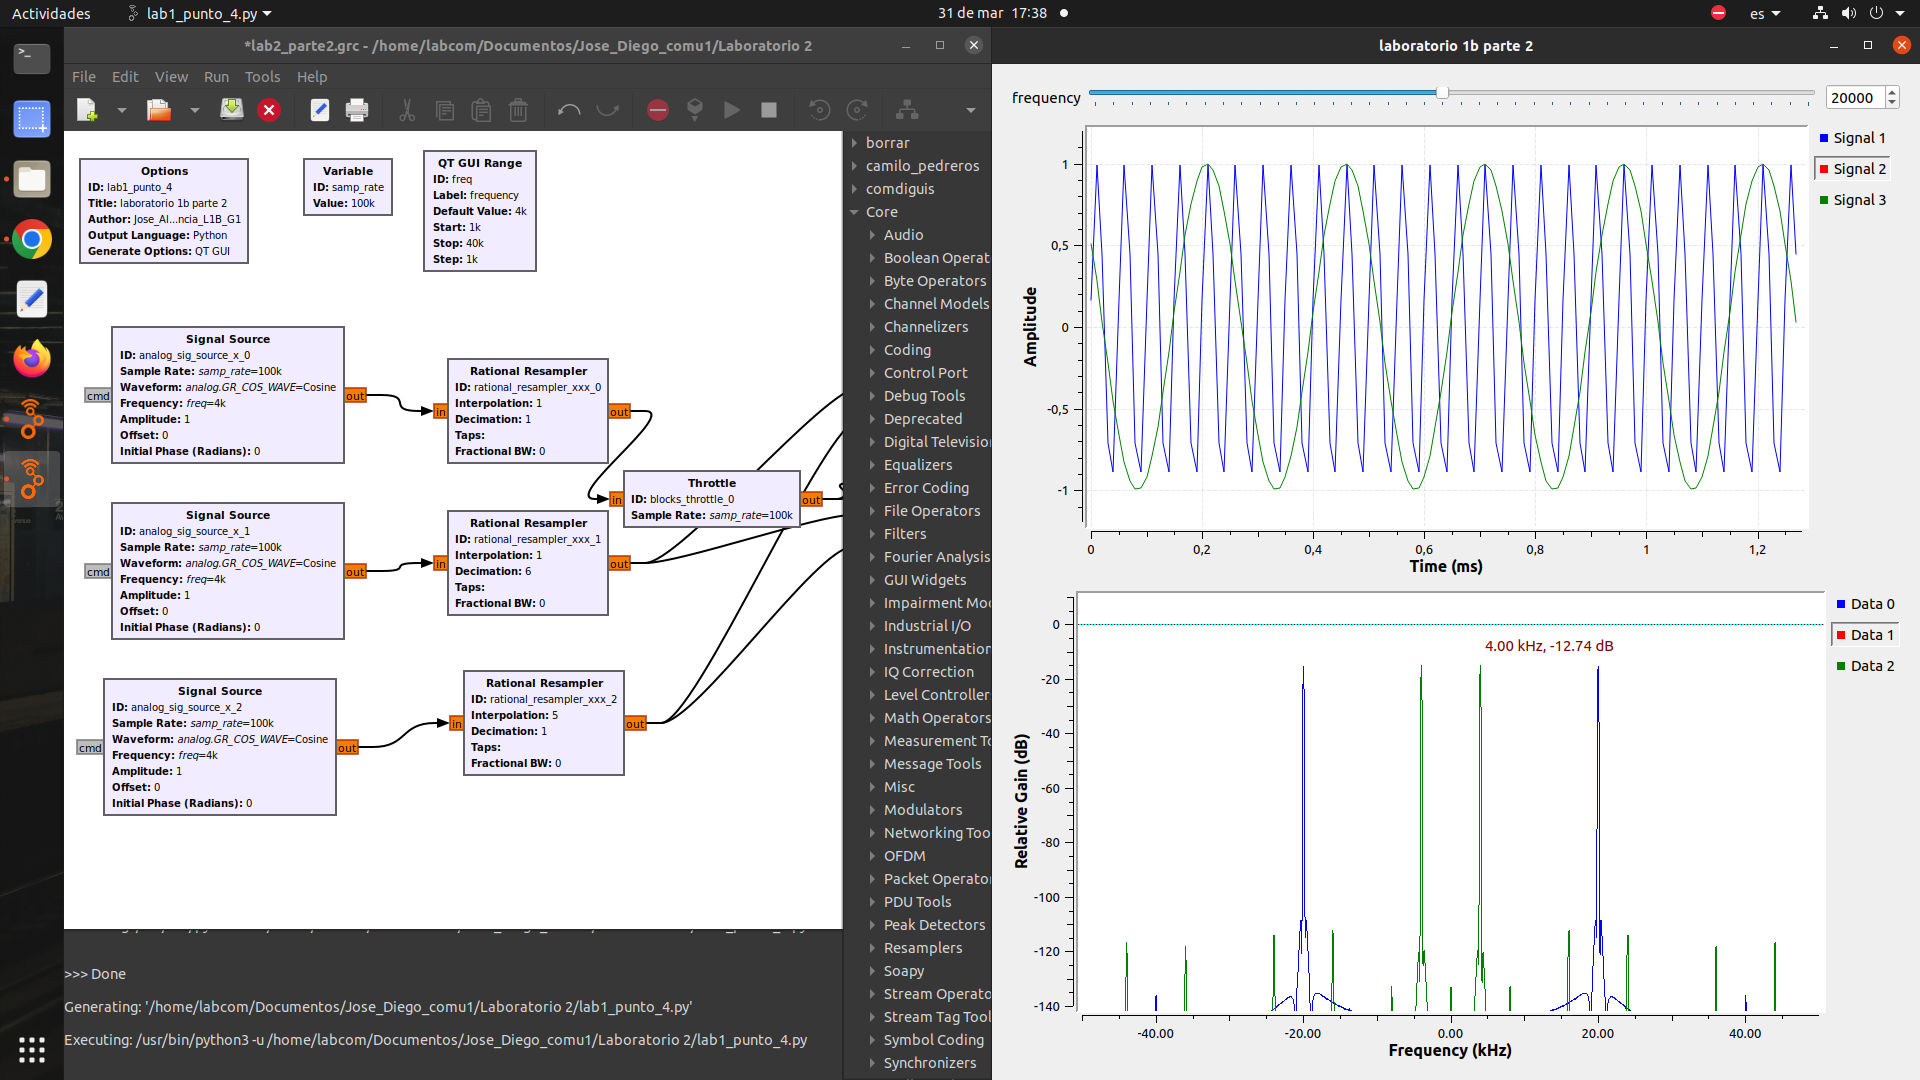 Actividades
lab1_punto_4.py
31 de mar 17:38
es
*lab2_parte2.grc - /home/labcom/Documentos/Jose_Diego_comu1/Laboratorio 2
File Edit View Run Tools Help
Options
ID: lab1_punto_4
Title: laboratorio 1b parte 2
Author: Jose_Al...ncia_L1B_G1
Output Language: Python
Generate Options: QT GUI
Variable
ID: samp_rate
Value: 100k
QT GUI Range
ID: freq
Label: frequency
Default Value: 4k
Start: 1k
Stop: 40k
Step: 1k
Signal Source
ID: analog_sig_source_x_0
Sample Rate: samp_rate=100k
Waveform: analog.GR_COS_WAVE=Cosine
Frequency: freq=4k
Amplitude: 1
Offset: 0
Initial Phase (Radians): 0
cmd
out
Rational Resampler
ID: rational_resampler_xxx_0
Interpolation: 1
Decimation: 1
Taps:
Fractional BW: 0
in
out
Throttle
ID: blocks_throttle_0
Sample Rate: samp_rate=100k
in
out
Signal Source
ID: analog_sig_source_x_1
Sample Rate: samp_rate=100k
Waveform: analog.GR_COS_WAVE=Cosine
Frequency: freq=4k
Amplitude: 1
Offset: 0
Initial Phase (Radians): 0
cmd
out
Rational Resampler
ID: rational_resampler_xxx_1
Interpolation: 1
Decimation: 6
Taps:
Fractional BW: 0
in
out
Signal Source
ID: analog_sig_source_x_2
Sample Rate: samp_rate=100k
Waveform: analog.GR_COS_WAVE=Cosine
Frequency: freq=4k
Amplitude: 1
Offset: 0
Initial Phase (Radians): 0
cmd
out
Rational Resampler
ID: rational_resampler_xxx_2
Interpolation: 5
Decimation: 1
Taps:
Fractional BW: 0
in
out
borrar
camilo_pedreros
comdiguis
Core
Audio
Boolean Operat
Byte Operators
Channel Models
Channelizers
Coding
Control Port
Debug Tools
Deprecated
Digital Televisio
Equalizers
Error Coding
File Operators
Filters
Fourier Analysis
GUI Widgets
Impairment Mo
Industrial I/O
Instrumentation
IQ Correction
Level Controller
Math Operators
Measurement To
Message Tools
Misc
Modulators
Networking Too
OFDM
Packet Operato
PDU Tools
Peak Detectors
Resamplers
Soapy
Stream Operato
Stream Tag Tool
Symbol Coding
Synchronizers
>>> Done
Generating: '/home/labcom/Documentos/Jose_Diego_comu1/Laboratorio 2/lab1_punto_4.py'
Executing: /usr/bin/python3 -u /home/labcom/Documentos/Jose_Diego_comu1/Laboratorio 2/lab1_punto_4.py
laboratorio 1b parte 2
frequency
20000
Signal 1
Signal 2
Signal 3
Amplitude
1
0,5
0
-0,5
-1
0 0,2 0,4 0,6 0,8 1 1,2
Time (ms)
Data 0
Data 1
Data 2
4.00 kHz, -12.74 dB
Relative Gain (dB)
0
-20
-40
-60
-80
-100
-120
-140
-40.00 -20.00 0.00 20.00 40.00
Frequency (kHz)